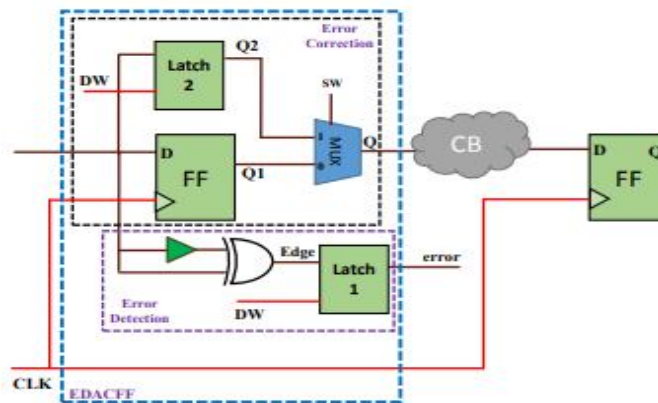 Error
Correction
Q2
Latch
2
DW
SW
MUX
1
0
Q
CB
D
FF
Q1
D
Q
FF
Edge
Latch
1
error
DW
Error
Detection
CLK
EDACFF